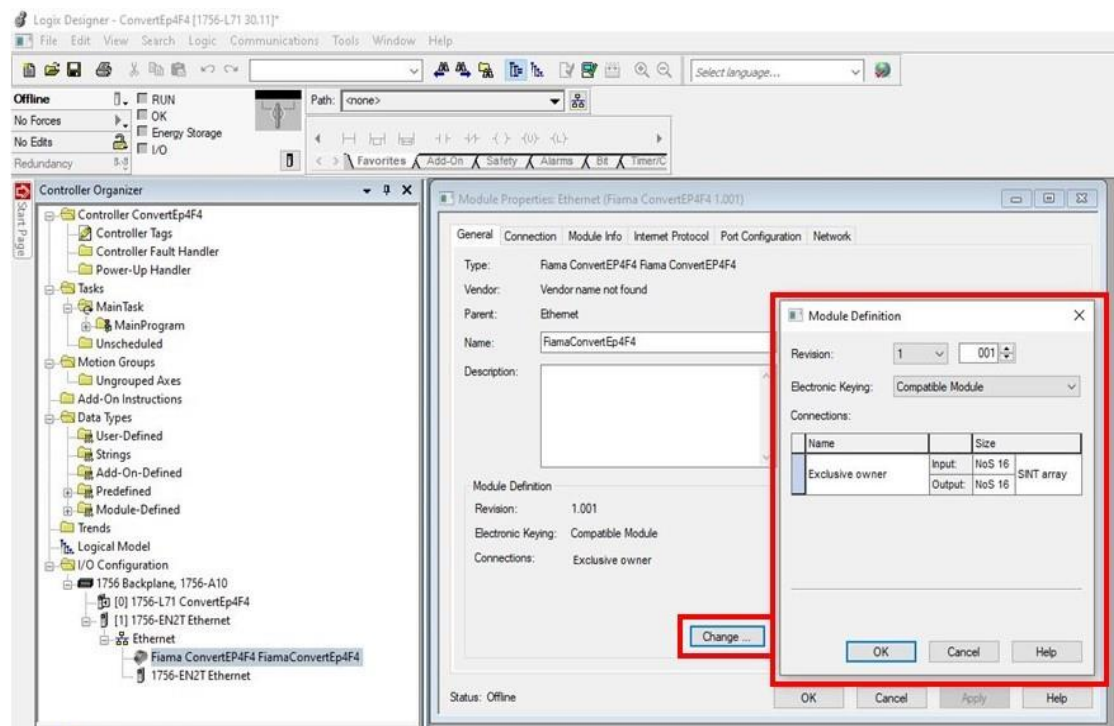 Logix Designer - ConvertEp4F4 [1756-L71 30.11]*
File Edit View Search Logic Communications Tools Window Help
Select language...
Offline
RUN
No Forces
OK
No Edits
Energy Storage
Redundancy
I/O
Path: <none>
Favorites Add-On Safety Alarms Bit Timer/C
Start Page
Controller Organizer
Controller ConvertEp4F4
Controller Tags
Controller Fault Handler
Power-Up Handler
Tasks
MainTask
MainProgram
Unscheduled
Motion Groups
Ungrouped Axes
Add-On Instructions
Data Types
User-Defined
Strings
Add-On-Defined
Predefined
Module-Defined
Trends
Logical Model
I/O Configuration
1756 Backplane, 1756-A10
[0] 1756-L71 ConvertEp4F4
[1] 1756-EN2T Ethernet
Ethernet
Fiama ConvertEP4F4 FiamaConvertEp4F4
1756-EN2T Ethernet
Module Properties: Ethernet (Fiama ConvertEP4F4 1.001)
General Connection Module Info Internet Protocol Port Configuration Network
Type: Fiama ConvertEP4F4 Fiama ConvertEP4F4
Vendor: Vendor name not found
Parent: Ethernet
Name: FiamaConvertEp4F4
Description:
Module Definition
Revision: 1.001
Electronic Keying: Compatible Module
Connections: Exclusive owner
Change ...
Status: Offline
OK Cancel Apply Help
Module Definition
Revision: 1 001
Electronic Keying: Compatible Module
Connections:
Name Size
Exclusive owner Input: NoS 16 SINT array
Output: NoS 16
OK Cancel Help